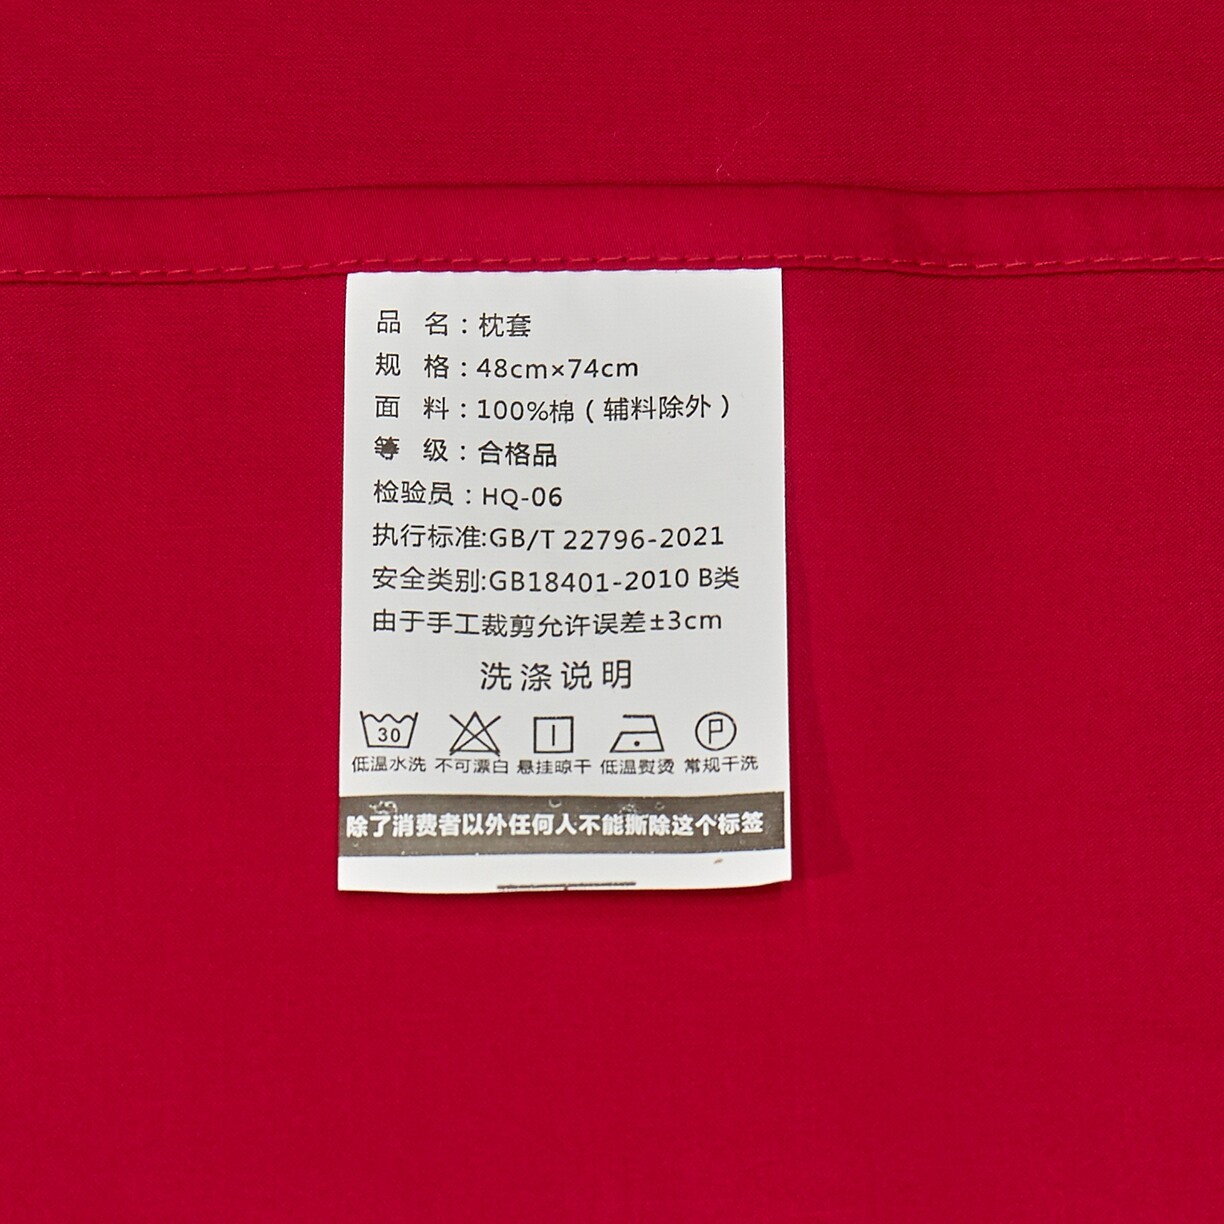 品 名：枕套
规 格：48cm×74cm
面 料：100%棉（辅料除外）
等 级：合格品
检验员：HQ-06
执行标准:GB/T 22796-2021
安全类别:GB18401-2010 B类
由于手工裁剪允许误差±3cm
洗涤说明
30 P
低温水洗 不可漂白 悬挂晾干 低温熨烫 常规干洗
除了消费者以外任何人不能撕除这个标签